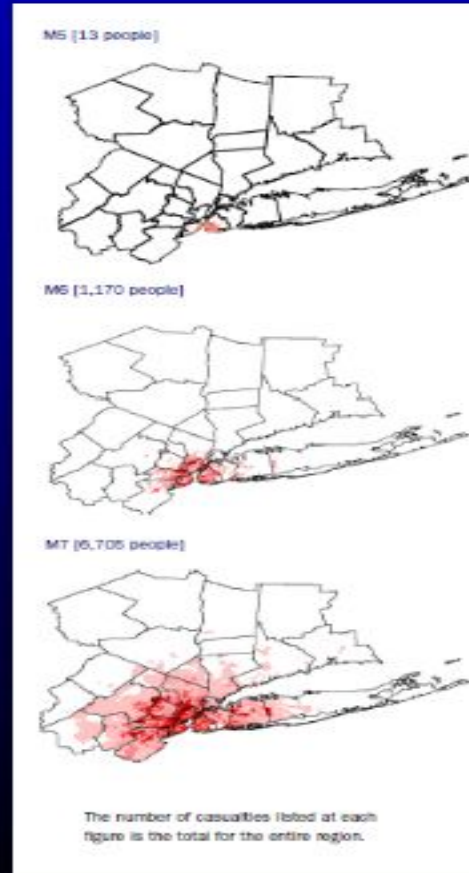 M5 [13 people]
M6 [1,170 people]
M7 [6,705 people]
The number of casualties listed at each
figure is the total for the entire region.